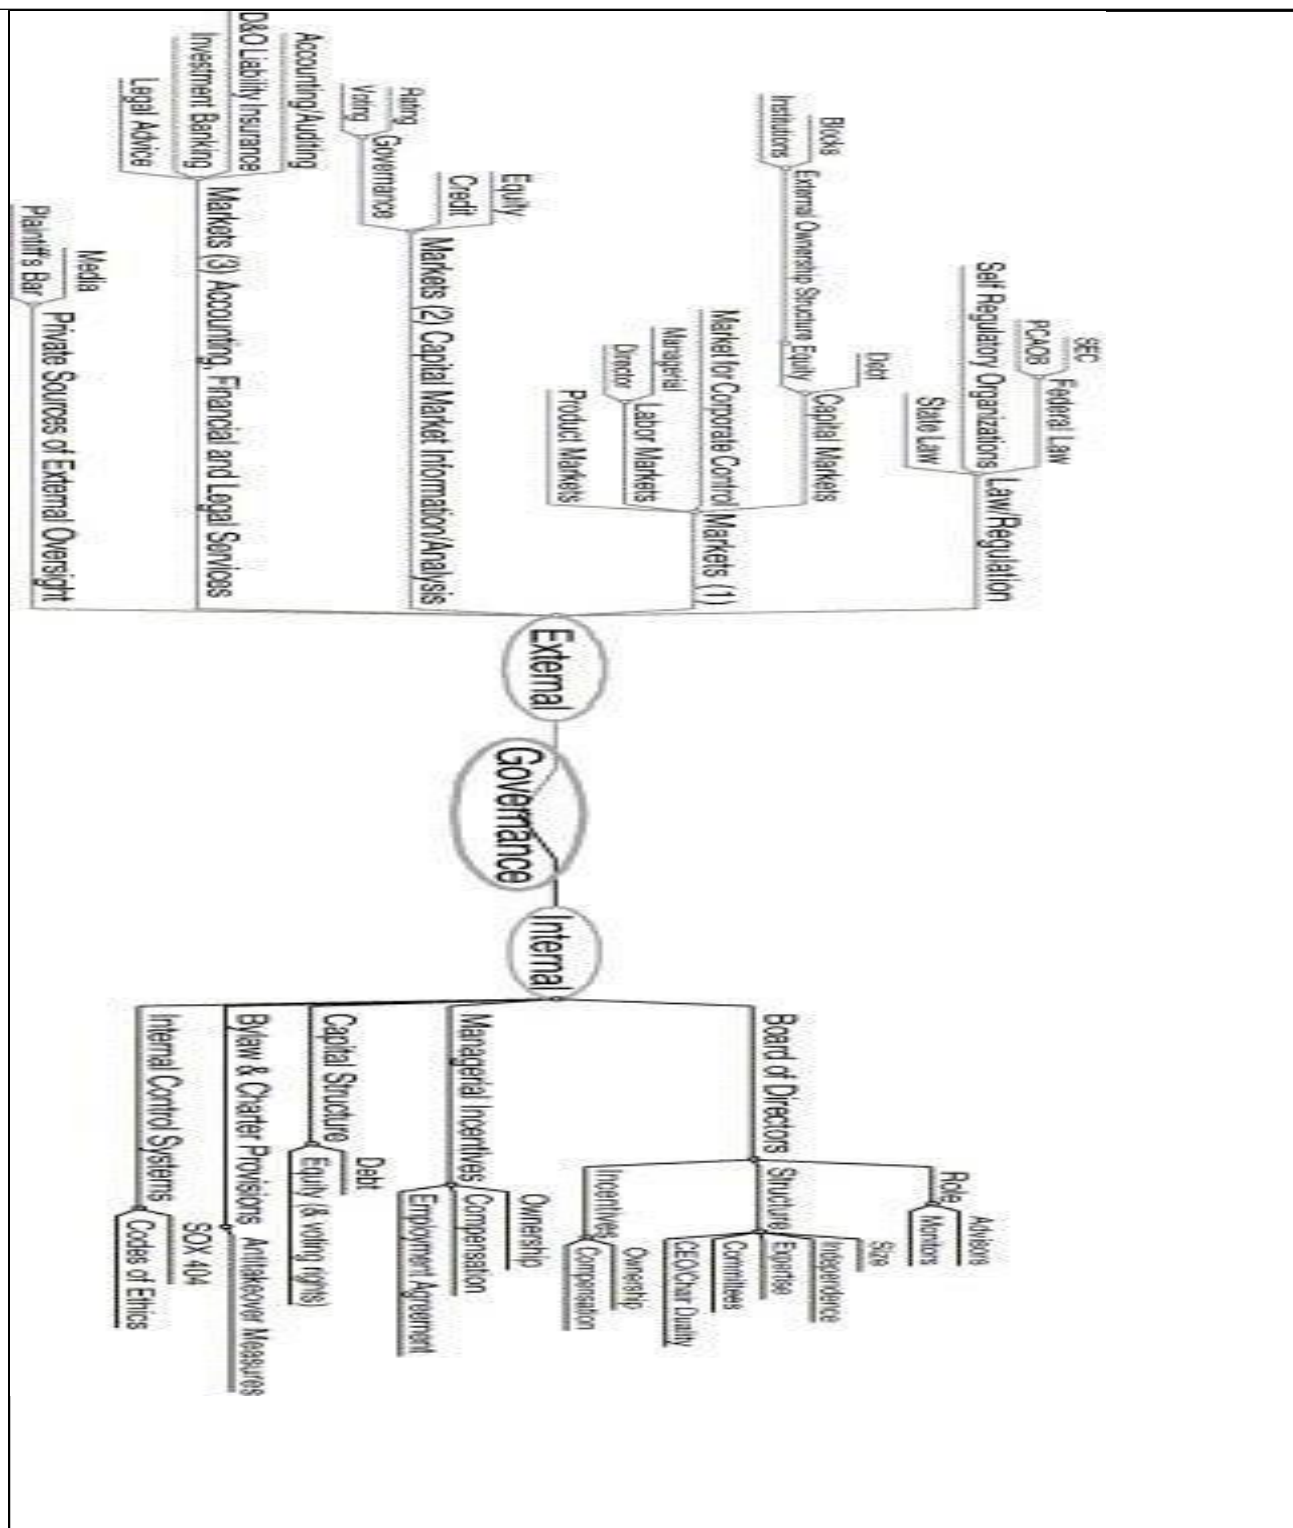 Governance
External
Law/Regulation
Federal Law
SEC
PCAOB
Self Regulatory Organizations
State Law
Markets (1)
Capital Markets
Debt
Equity
External Ownership Structure
Blocks
Institutions
Market for Corporate Control
Labor Markets
Managerial
Director
Product Markets
Markets (2) Capital Market Information/Analysis
Equity
Credit
Governance
Rating
Voting
Markets (3) Accounting, Financial and Legal Services
Accounting/Auditing
D&O Liability Insurance
Investment Banking
Legal Advice
Private Sources of External Oversight
Media
Plaintiff's Bar
Internal
Board of Directors
Role
Advisors
Monitors
Structure
Size
Independence
Expertise
Committees
CEO/Chair Duality
Incentives
Ownership
Compensation
Managerial Incentives
Ownership
Compensation
Employment Agreement
Capital Structure
Debt
Equity (& voting rights)
Bylaw & Charter Provisions
Antitakeover Measures
Internal Control Systems
SOX 404
Codes of Ethics